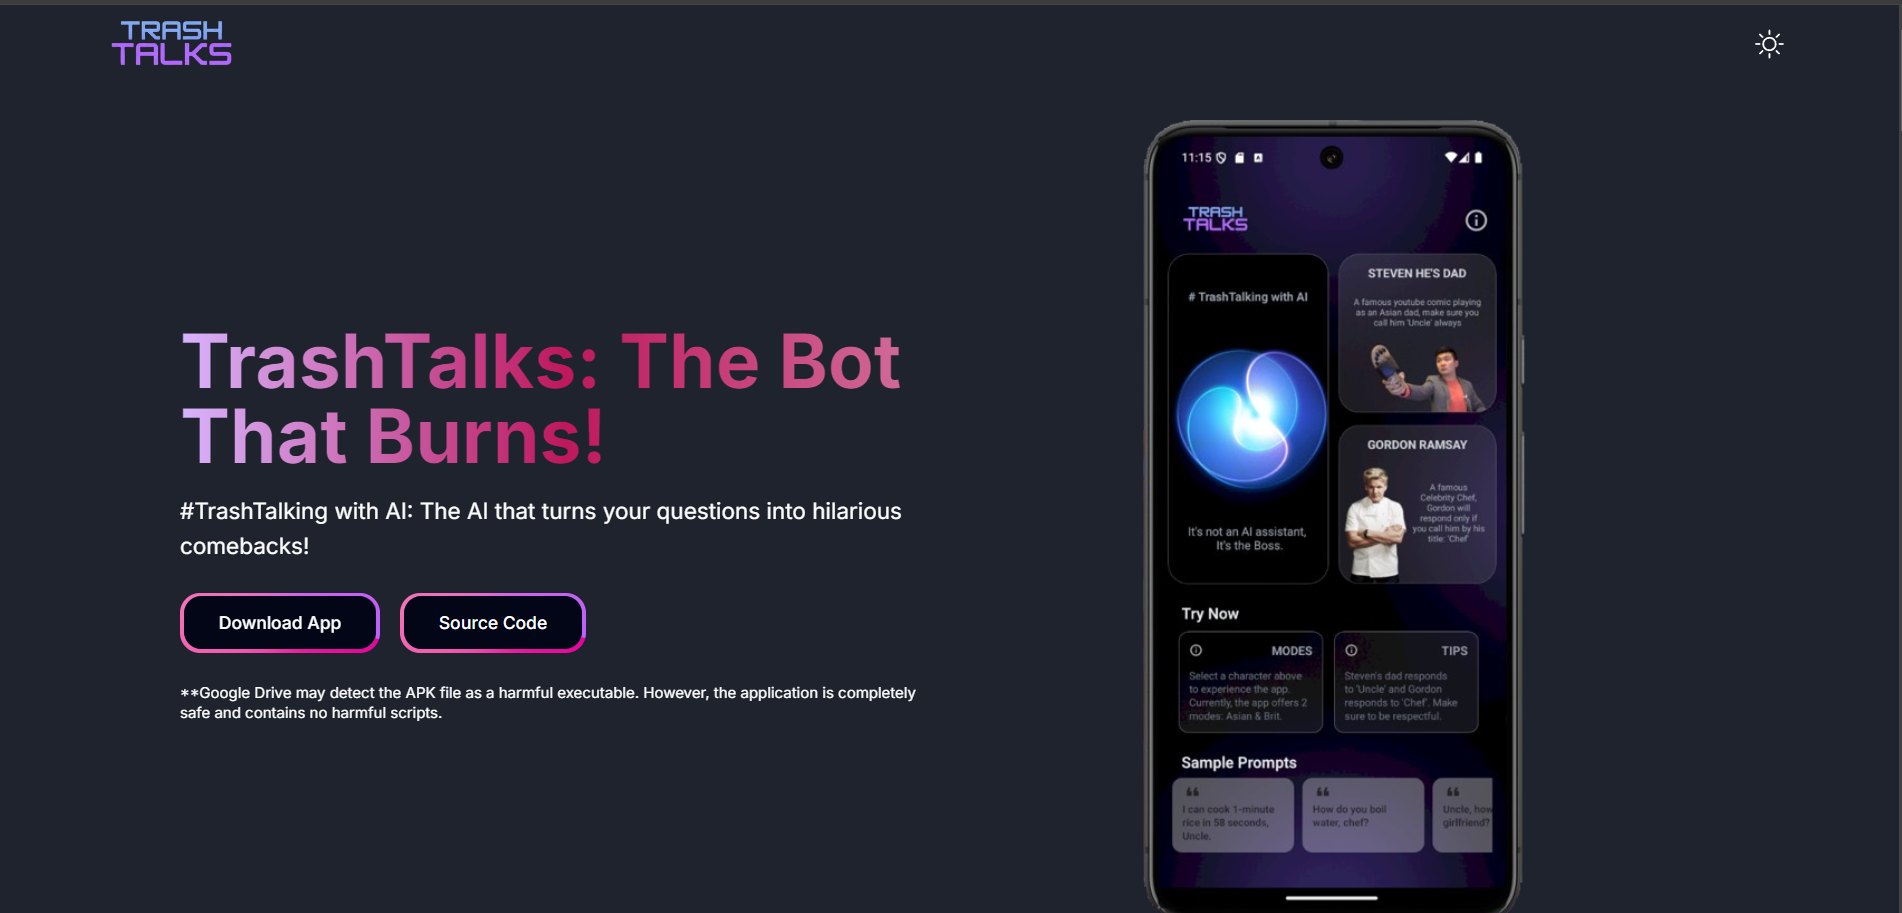 TRASH
TALKS
TrashTalks: The Bot
That Burns!
#TrashTalking with AI: The AI that turns your questions into hilarious
comebacks!
Download App
Source Code
**Google Drive may detect the APK file as a harmful executable. However, the application is completely
safe and contains no harmful scripts.
11:15
TRASH
TALKS
# TrashTalking with AI
It's not an AI assistant,
It's the Boss.
STEVEN HE'S DAD
A famous youtube comic playing
as an Asian dad, make sure you
call him 'Uncle' always
GORDON RAMSAY
A famous
Celebrity Chef,
Gordon will
respond only if
you call him by his
title: 'Chef'
Try Now
MODES
Select a character above
to experience the app.
Currently, the app offers 2
modes: Asian & Brit.
TIPS
Steven's dad responds
to 'Uncle' and Gordon
responds to 'Chef'. Make
sure to be respectful.
Sample Prompts
I can cook 1-minute
rice in 58 seconds,
Uncle.
How do you boil
water, chef?
Uncle, how
girlfriend?